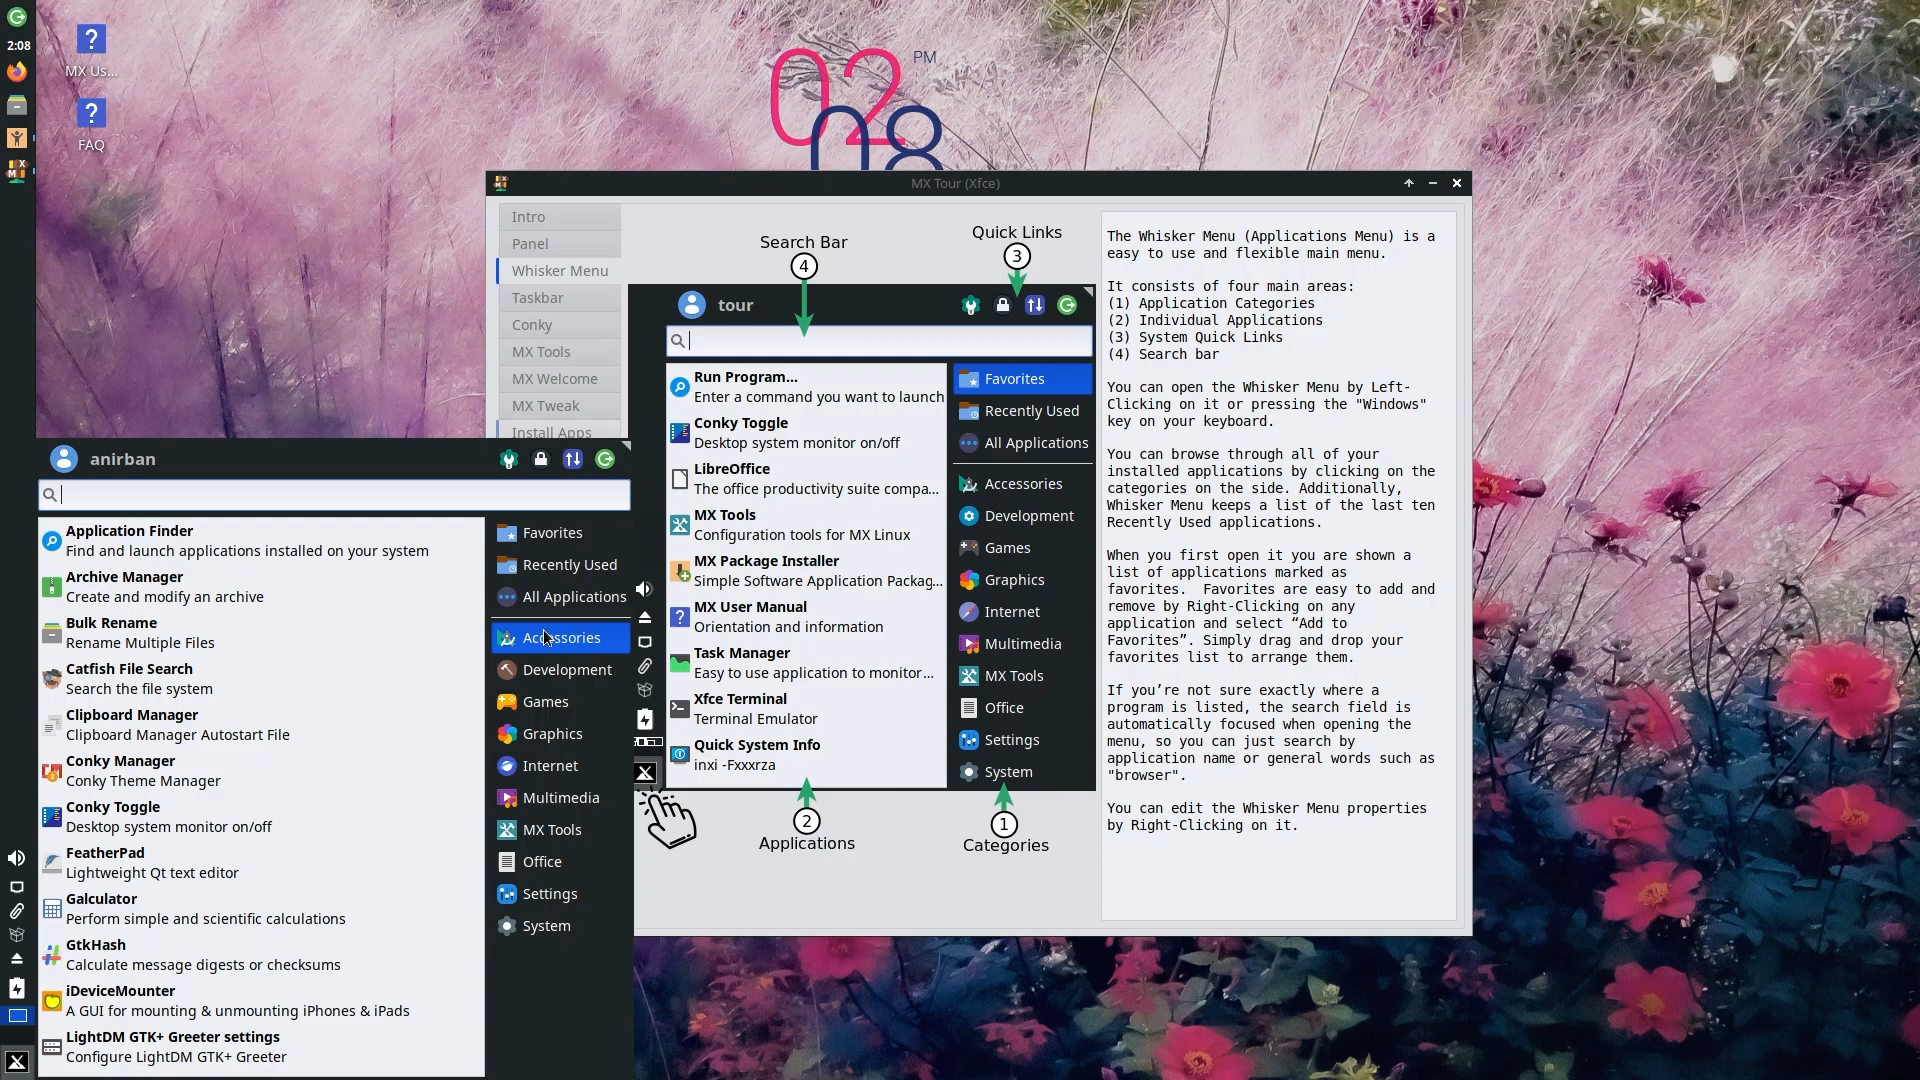 2:08
MX Us...
FAQ
02
PM
08
MX Tour (Xfce)
Intro
Panel
Whisker Menu
Taskbar
Conky
MX Tools
MX Welcome
MX Tweak
Install Apps
Search Bar
4
Quick Links
3
tour
Run Program...
Enter a command you want to launch
Conky Toggle
Desktop system monitor on/off
LibreOffice
The office productivity suite compa...
MX Tools
Configuration tools for MX Linux
MX Package Installer
Simple Software Application Packag...
MX User Manual
Orientation and information
Task Manager
Easy to use application to monitor...
Xfce Terminal
Terminal Emulator
Quick System Info
inxi -Fxxxrza
Favorites
Recently Used
All Applications
Accessories
Development
Games
Graphics
Internet
Multimedia
MX Tools
Office
Settings
System
2
Applications
1
Categories
The Whisker Menu (Applications Menu) is a
easy to use and flexible main menu.
It consists of four main areas:
(1) Application Categories
(2) Individual Applications
(3) System Quick Links
(4) Search bar
You can open the Whisker Menu by Left-
Clicking on it or pressing the "Windows"
key on your keyboard.
You can browse through all of your
installed applications by clicking on the
categories on the side. Additionally,
Whisker Menu keeps a list of the last ten
Recently Used applications.
When you first open it you are shown a
list of applications marked as
favorites.  Favorites are easy to add and
remove by Right-Clicking on any
application and select “Add to
Favorites”. Simply drag and drop your
favorites list to arrange them.
If you’re not sure exactly where a
program is listed, the search field is
automatically focused when opening the
menu, so you can just search by
application name or general words such as
"browser".
You can edit the Whisker Menu properties
by Right-Clicking on it.
anirban
Application Finder
Find and launch applications installed on your system
Archive Manager
Create and modify an archive
Bulk Rename
Rename Multiple Files
Catfish File Search
Search the file system
Clipboard Manager
Clipboard Manager Autostart File
Conky Manager
Conky Theme Manager
Conky Toggle
Desktop system monitor on/off
FeatherPad
Lightweight Qt text editor
Galculator
Perform simple and scientific calculations
GtkHash
Calculate message digests or checksums
iDeviceMounter
A GUI for mounting & unmounting iPhones & iPads
LightDM GTK+ Greeter settings
Configure LightDM GTK+ Greeter
Favorites
Recently Used
All Applications
Accessories
Development
Games
Graphics
Internet
Multimedia
MX Tools
Office
Settings
System